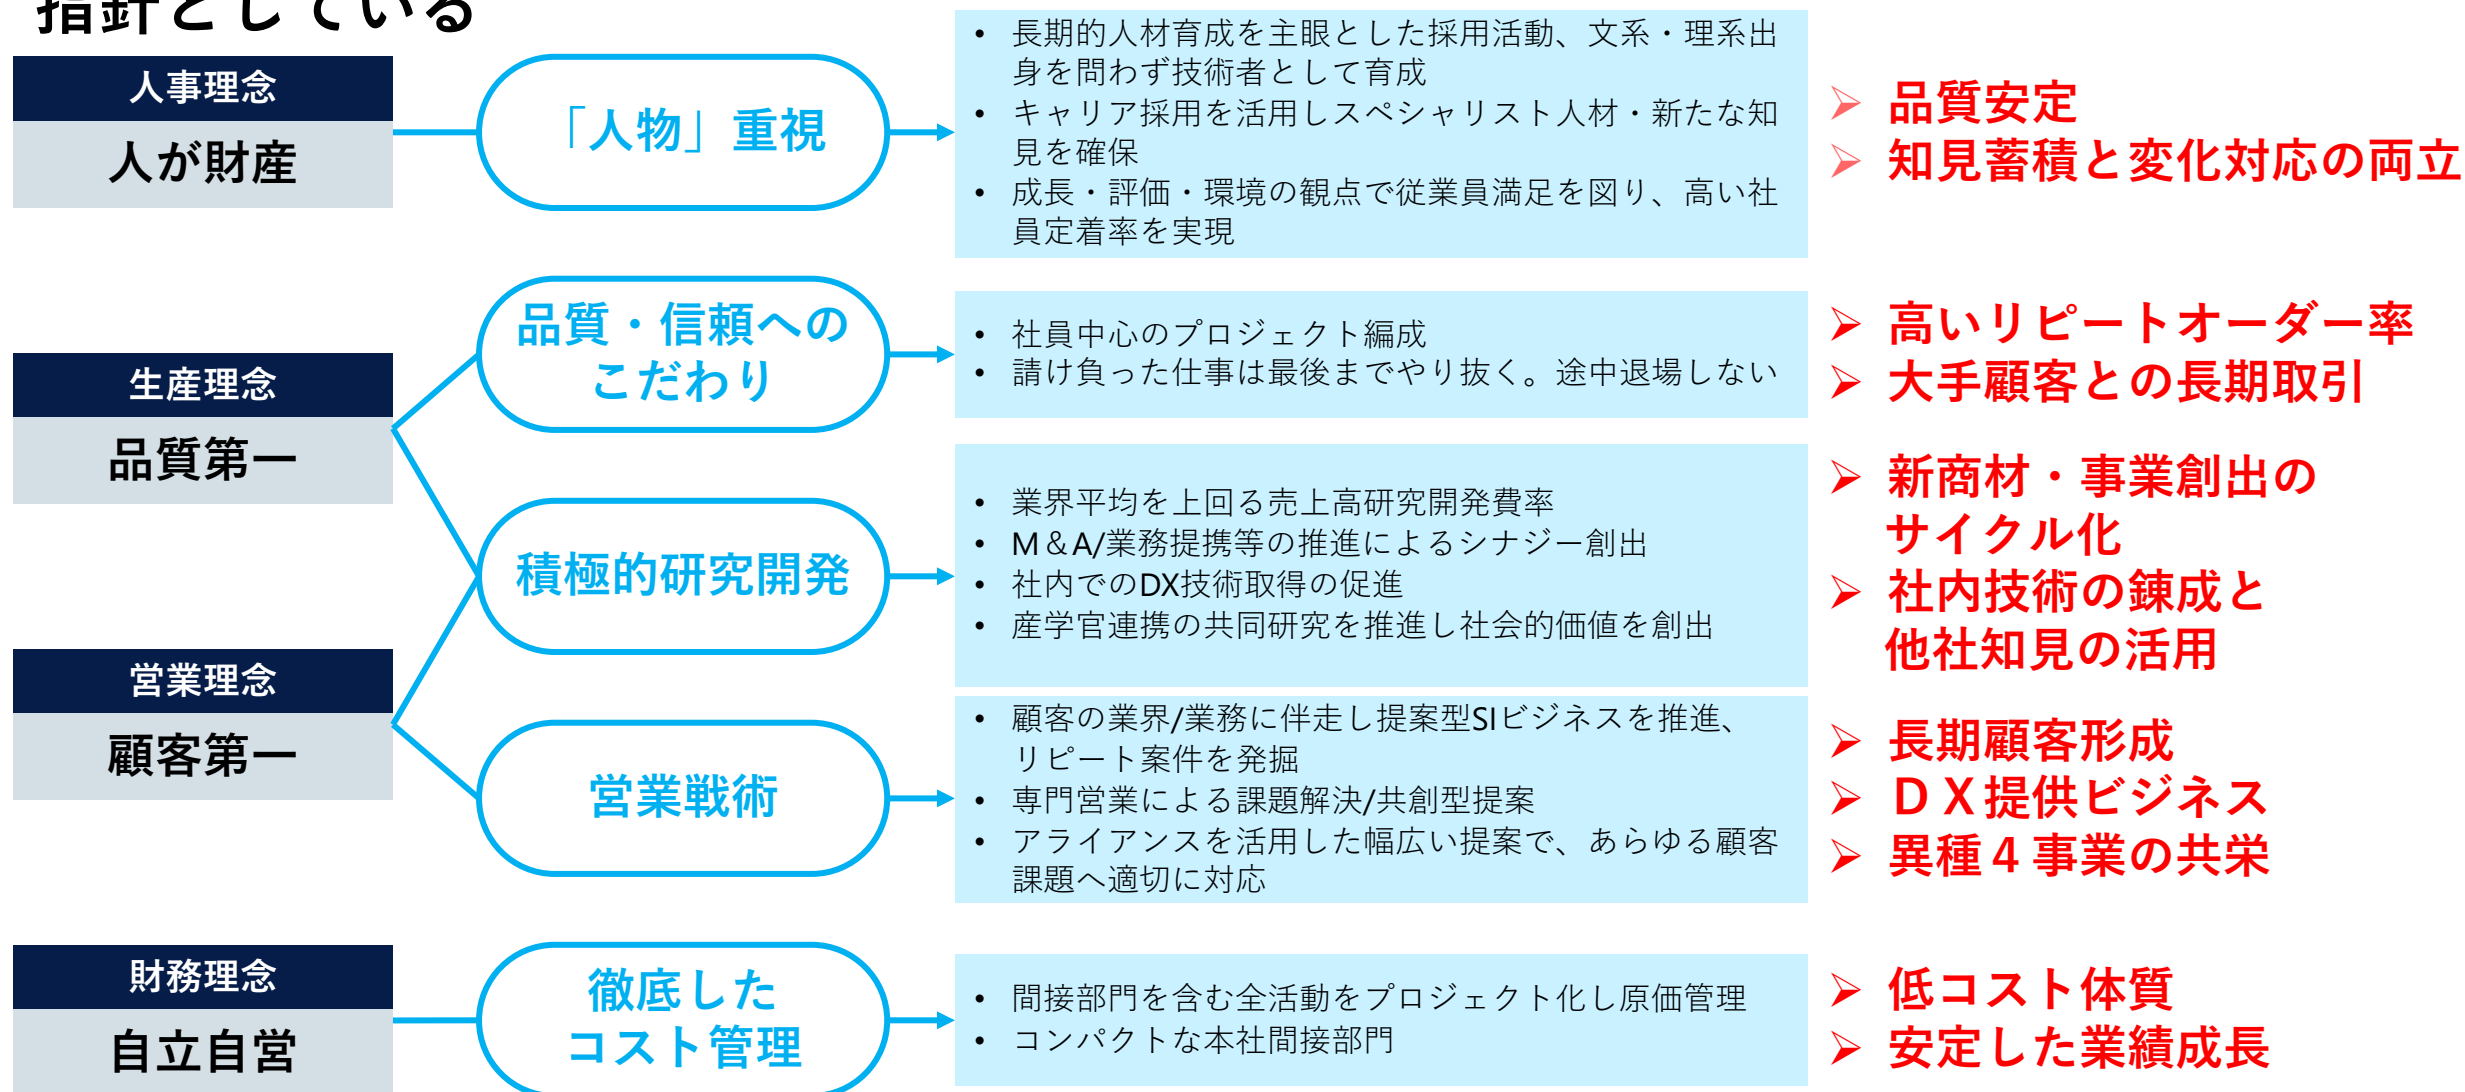 指針としている
人事理念
人が財産
「人物」重視
• 長期的人材育成を主眼とした採用活動、文系・理系出
身を問わず技術者として育成
• キャリア採用を活用しスペシャリスト人材・新たな知
見を確保
• 成長・評価・環境の観点で従業員満足を図り、高い社
員定着率を実現
➢ 品質安定
➢ 知見蓄積と変化対応の両立
生産理念
品質第一
品質・信頼への
こだわり
• 社員中心のプロジェクト編成
• 請け負った仕事は最後までやり抜く。途中退場しない
➢ 高いリピートオーダー率
➢ 大手顧客との長期取引
積極的研究開発
• 業界平均を上回る売上高研究開発費率
• M＆A/業務提携等の推進によるシナジー創出
• 社内でのDX技術取得の促進
• 産学官連携の共同研究を推進し社会的価値を創出
➢ 新商材・事業創出の
サイクル化
➢ 社内技術の錬成と
他社知見の活用
営業理念
顧客第一
営業戦術
• 顧客の業界/業務に伴走し提案型SIビジネスを推進、
リピート案件を発掘
• 専門営業による課題解決/共創型提案
• アライアンスを活用した幅広い提案で、あらゆる顧客
課題へ適切に対応
➢ 長期顧客形成
➢ ＤＸ提供ビジネス
➢ 異種４事業の共栄
財務理念
自立自営
徹底した
コスト管理
• 間接部門を含む全活動をプロジェクト化し原価管理
• コンパクトな本社間接部門
➢ 低コスト体質
➢ 安定した業績成長